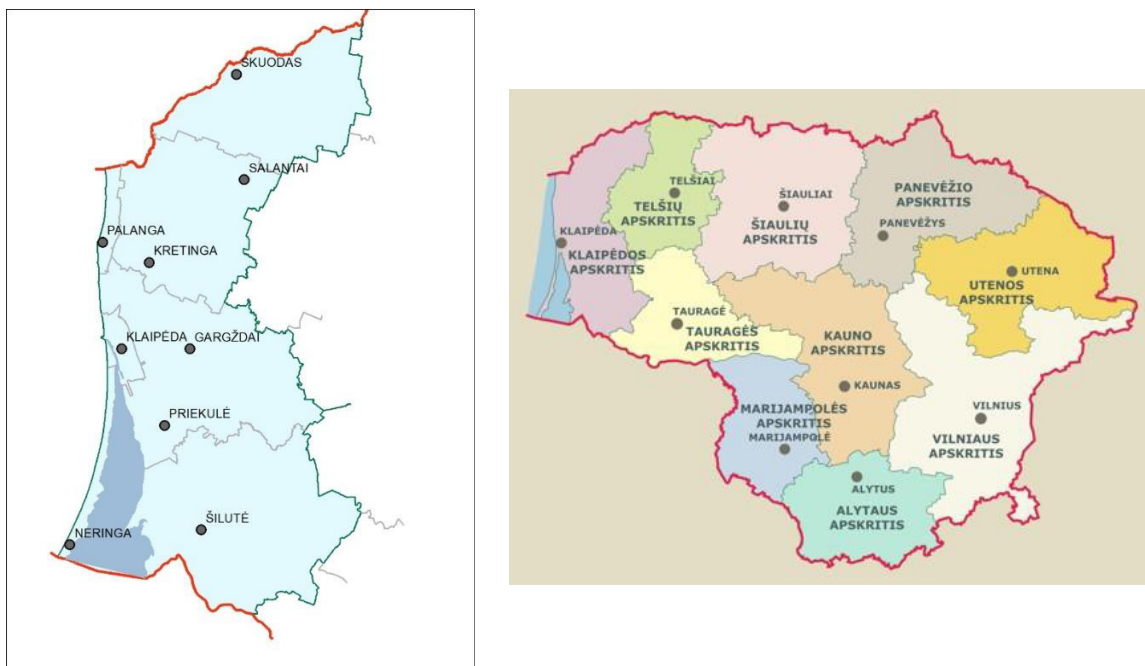 ŠKUODAS
SALANTAI
PALANGA
KRETINGA
KLAIPĖDA
GARGŽDAI
PRIEKULĖ
NERINGA
ŠILUTĖ
TELŠIAI
TELŠIŲ
APSKRITIS
ŠIAULIAI
ŠIAULIŲ
APSKRITIS
PANEVĖŽIO
APSKRITIS
PANEVĖŽYS
KLAIPĖDA
KLAIPĖDOS
APSKRITIS
UTENA
UTENOS
APSKRITIS
TAURAGĖ
TAURAGĖS
APSKRITIS
KAUNO
APSKRITIS
KAUNAS
MARIJAMPOLĖS
APSKRITIS
MARIJAMPOLĖ
VILNIUS
VILNIAUS
APSKRITIS
ALYTUS
ALYTAUS
APSKRITIS